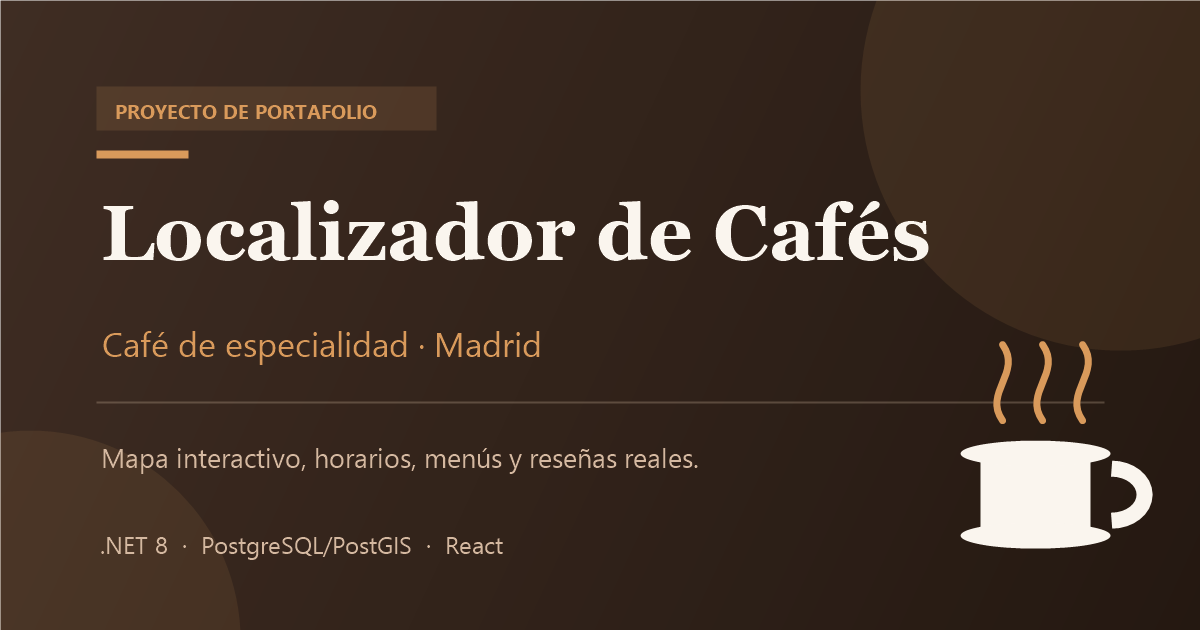 PROYECTO DE PORTAFOLIO
Localizador de Cafés
Café de especialidad · Madrid
Mapa interactivo, horarios, menús y reseñas reales.
.NET 8 · PostgreSQL/PostGIS · React